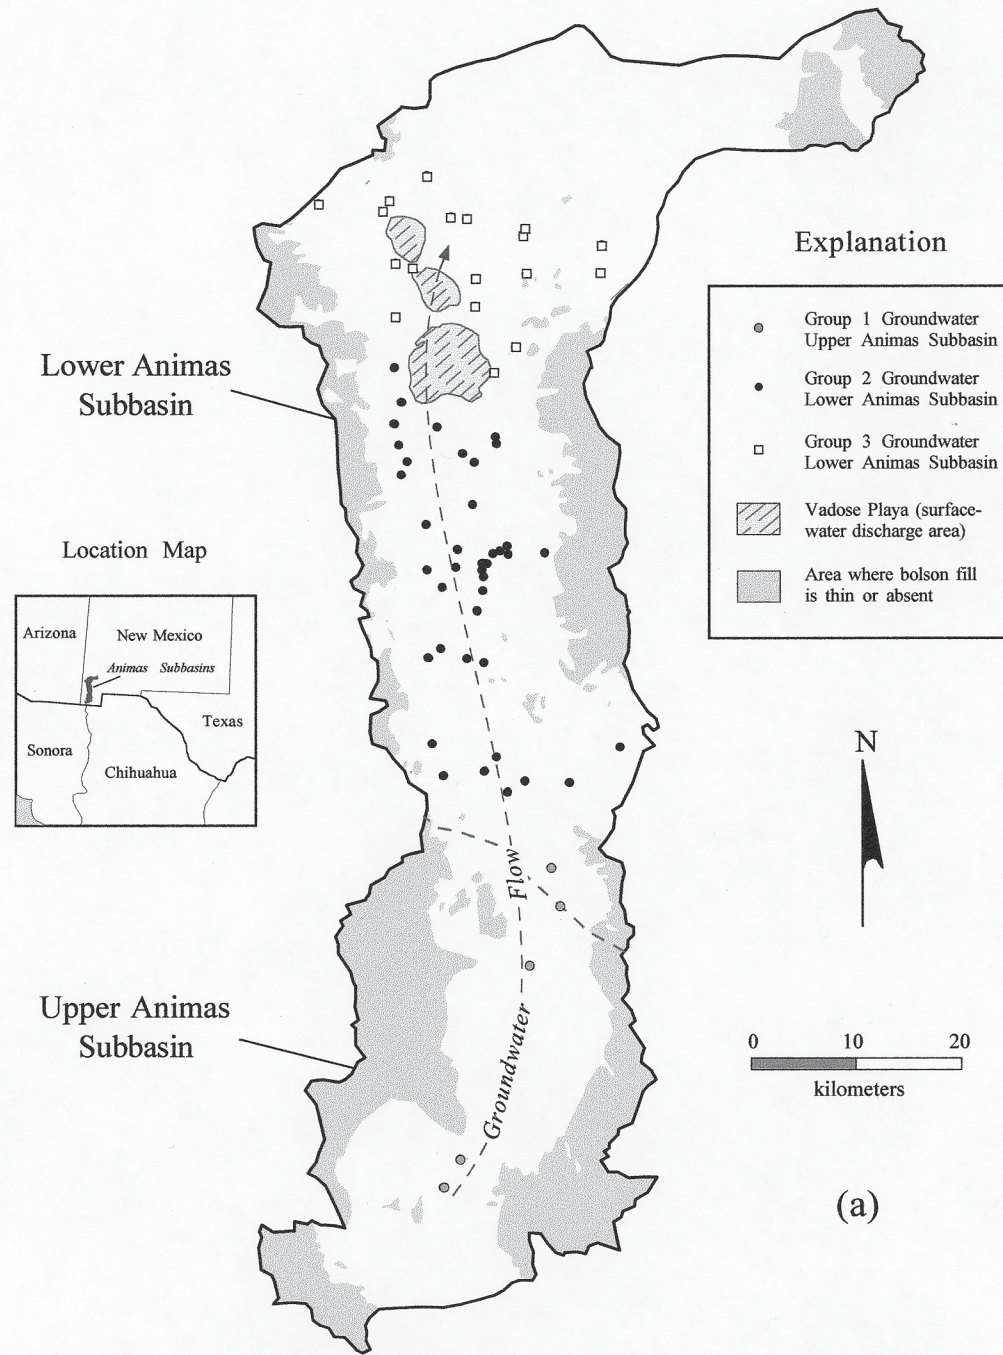 Explanation
Group 1 Groundwater
Upper Animas Subbasin
Group 2 Groundwater
Lower Animas Subbasin
Group 3 Groundwater
Lower Animas Subbasin
Vadose Playa (surface-
water discharge area)
Area where bolson fill
is thin or absent
Lower Animas
Subbasin
Location Map
Arizona
New Mexico
Animas Subbasins
Texas
Sonora
Chihuahua
N
Flow
Groundwater
Upper Animas
Subbasin
0 10 20
kilometers
(a)